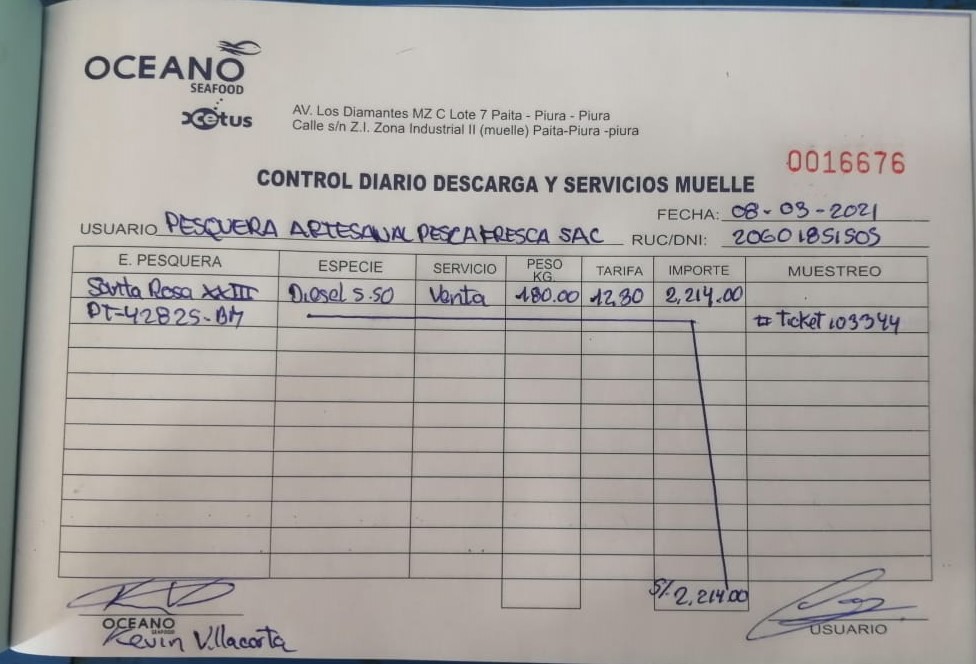 OCEANO
SEAFOOD
xcetus
AV. Los Diamantes MZ C Lote 7 Paita - Piura - Piura
Calle s/n Z.I. Zona Industrial II (muelle) Paita-Piura -piura
0016676
CONTROL DIARIO DESCARGA Y SERVICIOS MUELLE
FECHA: 08-03-2021
USUARIO PESQUERA ARTESANAL PESCA FRESCA SAC RUC/DNI: 20601851505
E. PESQUERA ESPECIE SERVICIO PESO KG. TARIFA IMPORTE MUESTREO
Santa Rosa XXIII Diesel S-50 Venta 180.00 12.30 2,214.00
PT-42825-BM # Ticket 103344
S/. 2,214.00
OCEANO
SEAFOOD
Kevin Villacorta
USUARIO